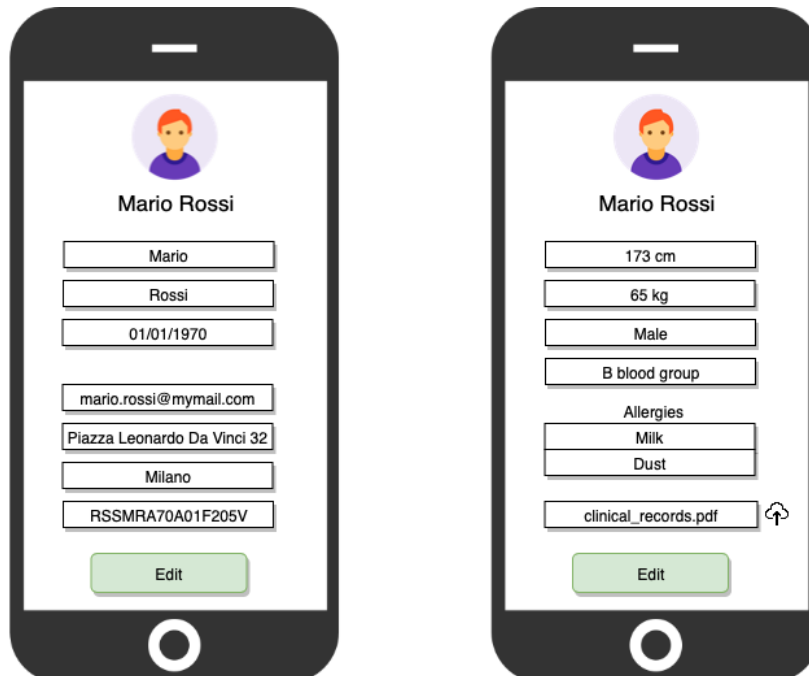 Mario Rossi
Mario
Rossi
01/01/1970
mario.rossi@mymail.com
Piazza Leonardo Da Vinci 32
Milano
RSSMRA70A01F205V
Edit
Mario Rossi
173 cm
65 kg
Male
B blood group
Allergies
Milk
Dust
clinical_records.pdf
Edit